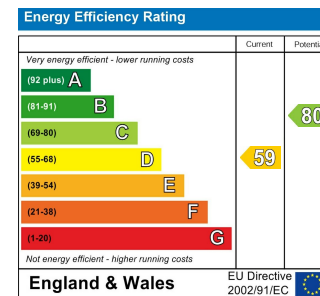 Energy Efficiency Rating
Current Potentia
Very energy efficient - lower running costs
(92 plus) A
(81-91) B
(69-80) C
(55-68) D
(39-54) E
(21-38) F
(1-20) G
59
80
Not energy efficient - higher running costs
England & Wales
EU Directive
2002/91/EC